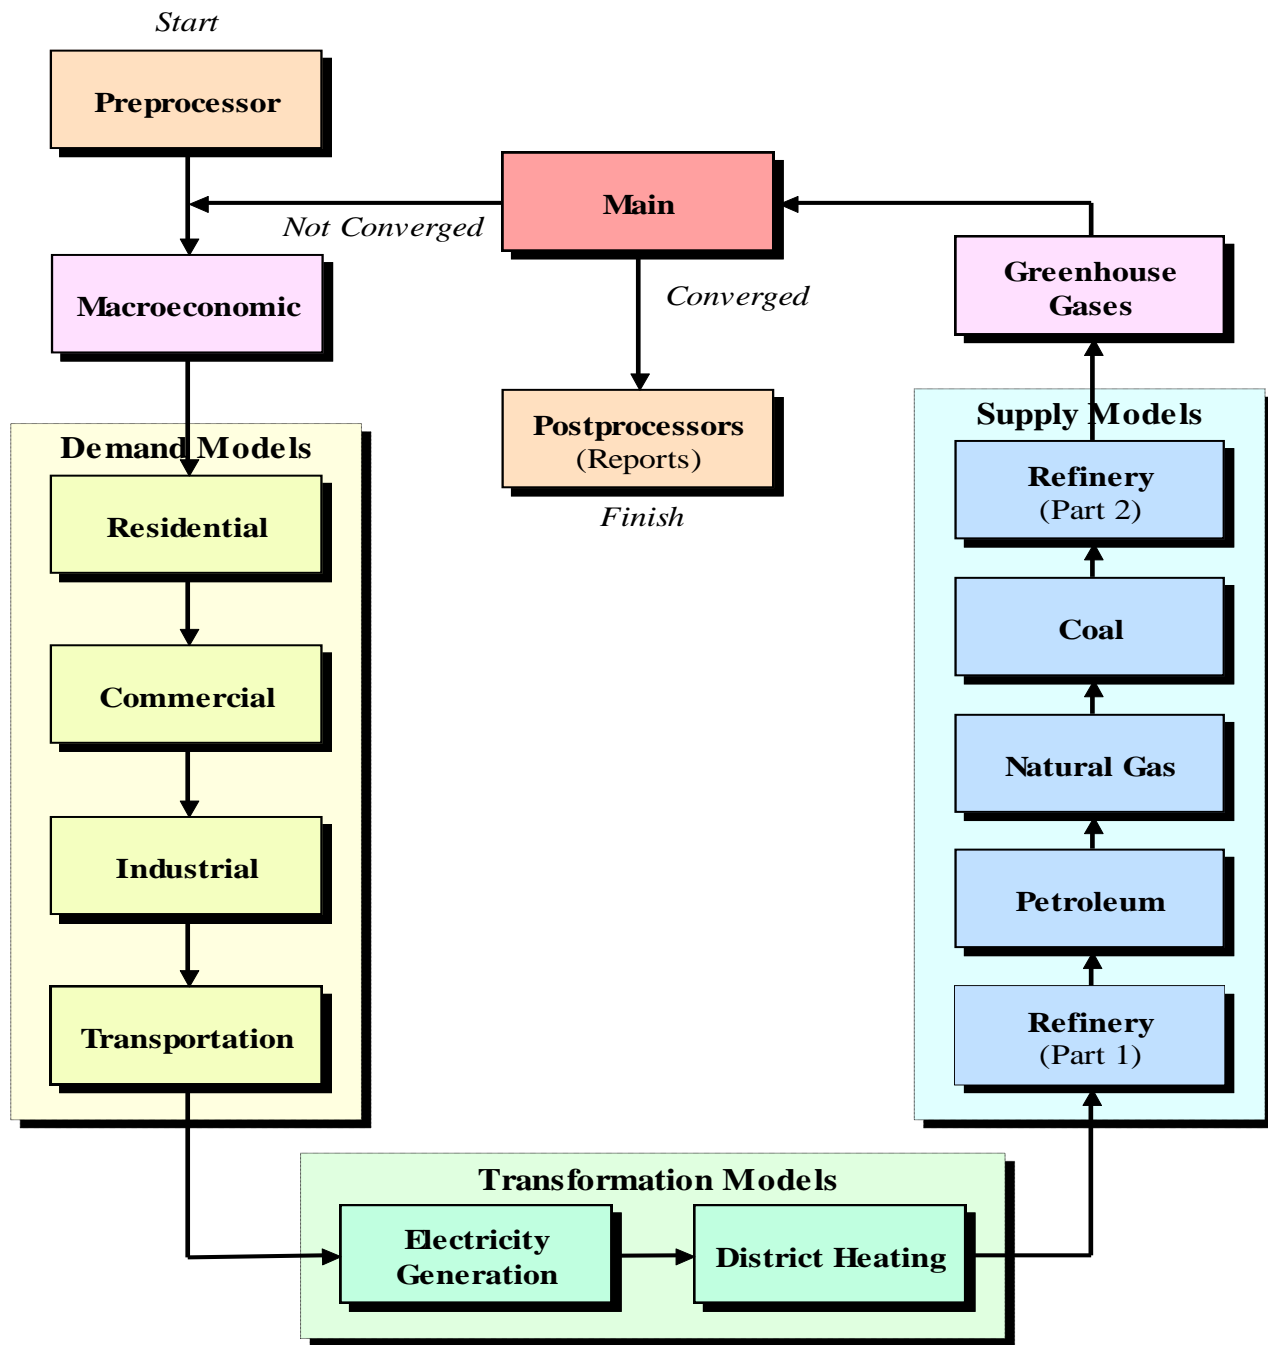 Start
Preprocessor
Main
Not Converged
Macroeconomic
Converged
Greenhouse
Gases
Postprocessors
(Reports)
Finish
Demand Models
Residential
Commercial
Industrial
Transportation
Transformation Models
Electricity
Generation
District Heating
Supply Models
Refinery
(Part 2)
Coal
Natural Gas
Petroleum
Refinery
(Part 1)